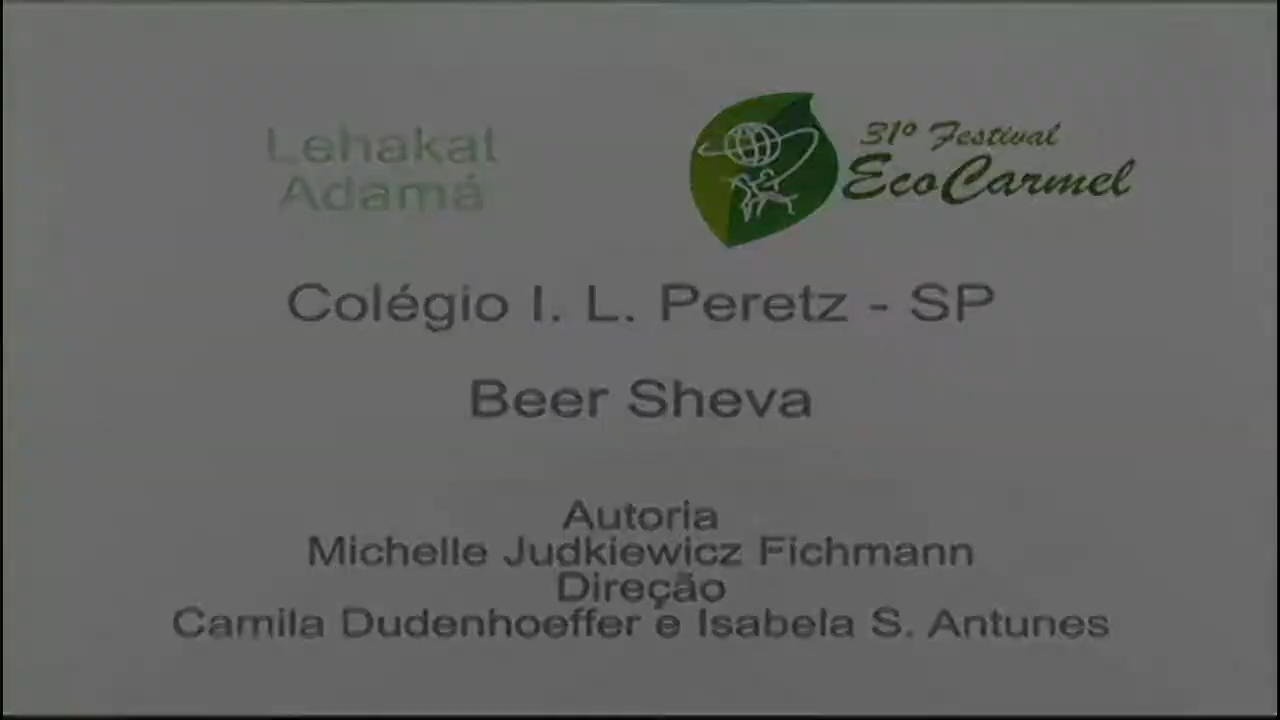 Lehakat
Adamá
31º Festival
EcoCarmel
Colégio I. L. Peretz - SP
Beer Sheva
Autoria
Michelle Judkiewicz Fichmann
Direção
Camila Dudenhoeffer e Isabela S. Antunes